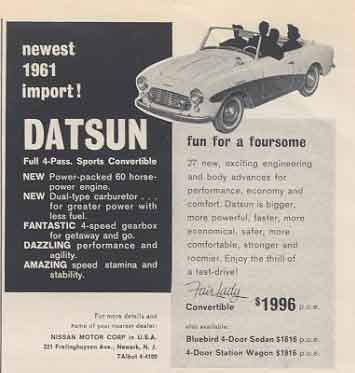 newest
1961
import!
DATSUN
Full 4-Pass. Sports Convertible
NEW Power-packed 60 horse-
power engine.
NEW Dual-type carburetor . . .
for greater power with
less fuel.
FANTASTIC 4-speed gearbox
for getaway and go.
DAZZLING performance and
agility.
AMAZING speed stamina and
stability.
For more details and
name of your nearest dealer:
NISSAN MOTOR CORP in U.S.A.
221 Frelinghuysen Ave., Newark, N. J.
TAlbot 4-4100
fun for a foursome
27 new, exciting engineering
and body advances for
performance, economy and
comfort. Datsun is bigger,
more powerful, faster, more
economical, safer, more
comfortable, stronger and
roomier. Enjoy the thrill of
a test-drive!
Fair Lady
Convertible $1996 p.o.e.
also available:
Bluebird 4-Door Sedan $1616 p.o.e.
4-Door Station Wagon $1916 p.o.e.